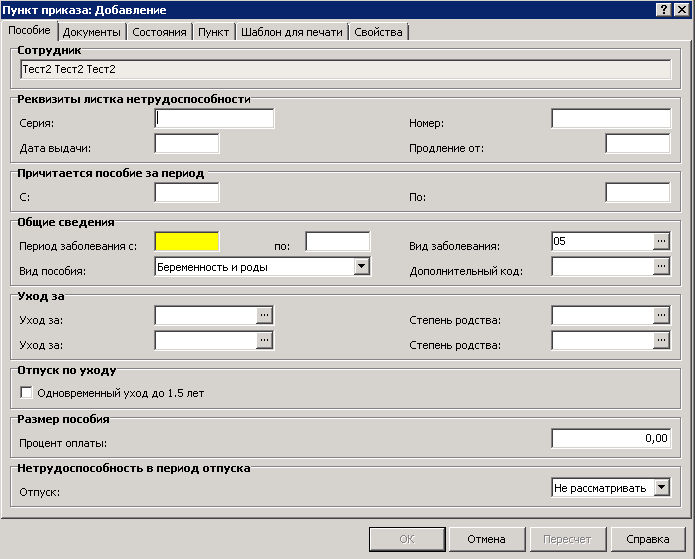 Пункт приказа: Добавление
Пособие Документы Состояния Пункт Шаблон для печати Свойства
Сотрудник
Тест2 Тест2 Тест2
Реквизиты листка нетрудоспособности
Серия: Номер:
Дата выдачи: Продление от:
Причитается пособие за период
С: По:
Общие сведения
Период заболевания с: по: Вид заболевания: 05 ...
Вид пособия: Беременность и роды Дополнительный код: ...
Уход за
Уход за: ... Степень родства: ...
Уход за: ... Степень родства: ...
Отпуск по уходу
Одновременный уход до 1.5 лет
Размер пособия
Процент оплаты: 0,00
Нетрудоспособность в период отпуска
Отпуск: Не рассматривать
ОК Отмена Пересчет Справка